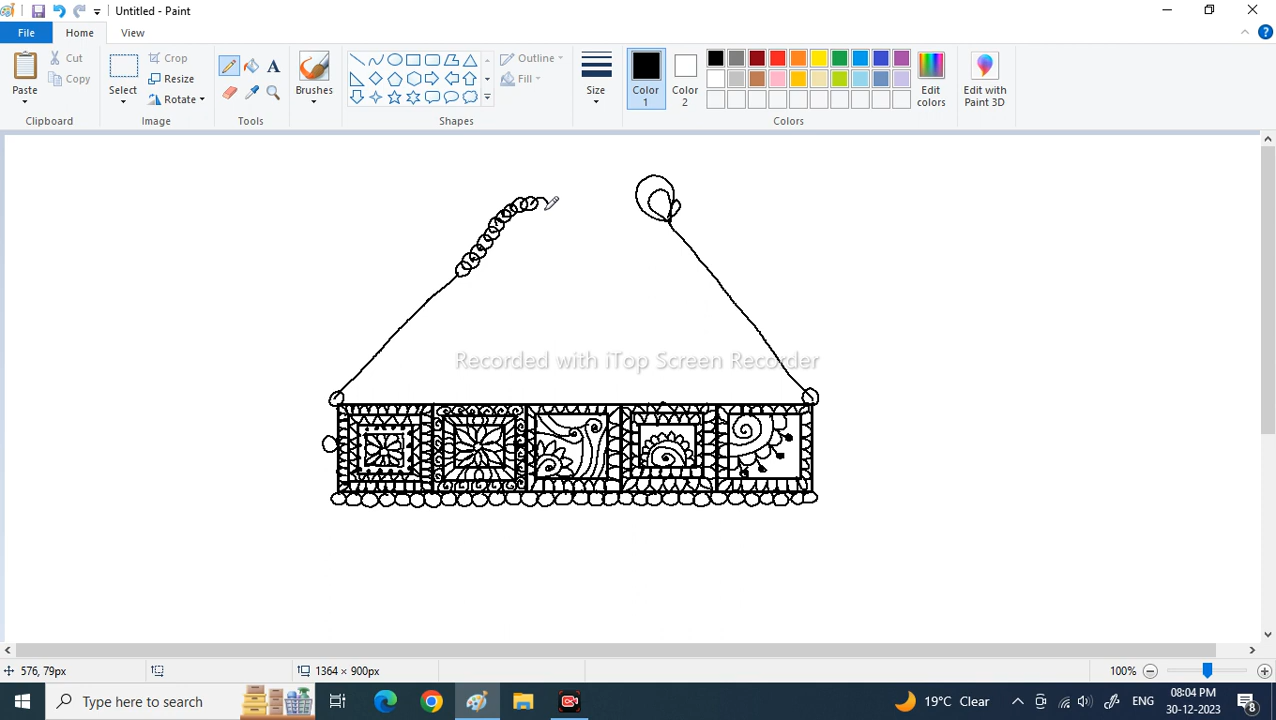 Untitled - Paint
File
Home
View
Paste
Cut
Copy
Clipboard
Select
Crop
Resize
Rotate
Image
A
Tools
Brushes
Shapes
Outline
Fill
Size
Color 1
Color 2
Edit colors
Colors
Edit with Paint 3D
Recorded with iTop Screen Recorder
576, 79px
1364 × 900px
100%
Type here to search
19°C Clear
ENG
08:04 PM
30-12-2023
8